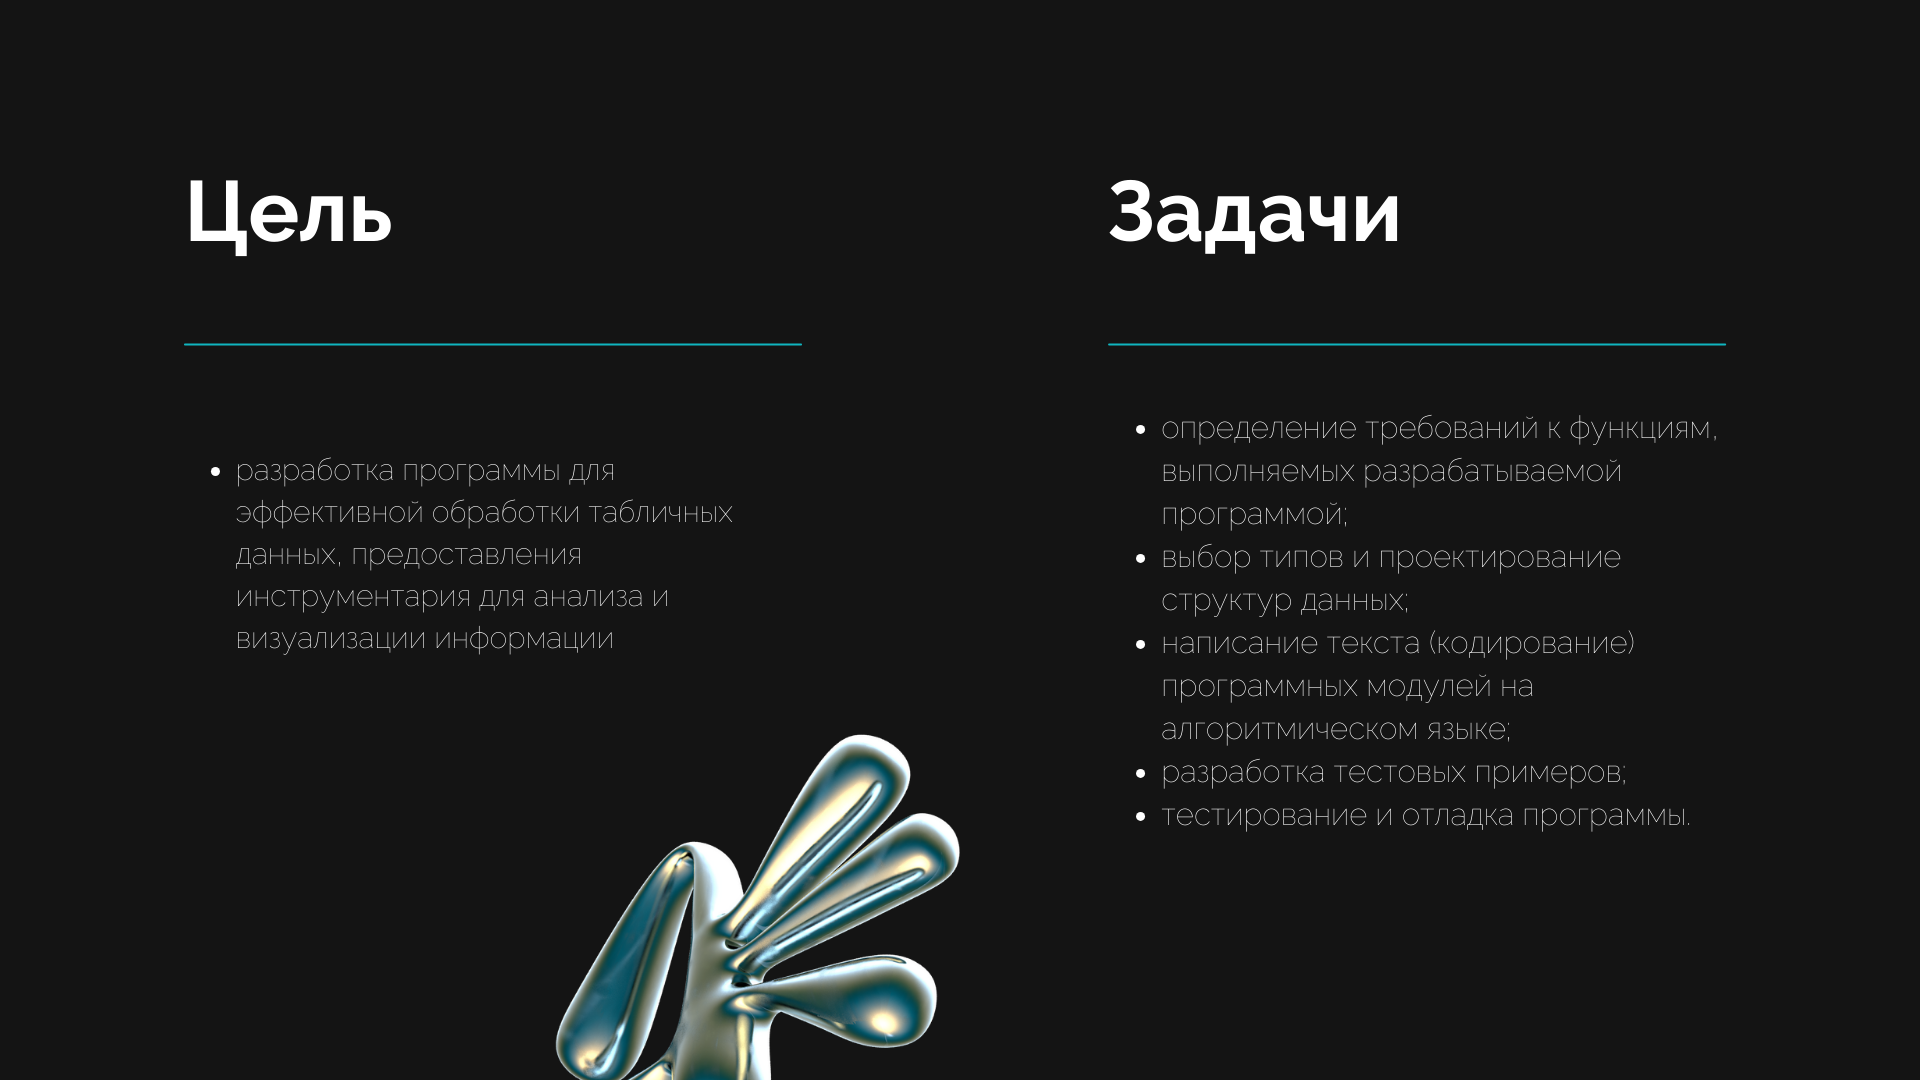 Цель
разработка программы для
эффективной обработки табличных
данных, предоставления
инструментария для анализа и
визуализации информации
Задачи
определение требований к функциям,
выполняемых разрабатываемой
программой;
выбор типов и проектирование
структур данных;
написание текста (кодирование)
программных модулей на
алгоритмическом языке;
разработка тестовых примеров;
тестирование и отладка программы.